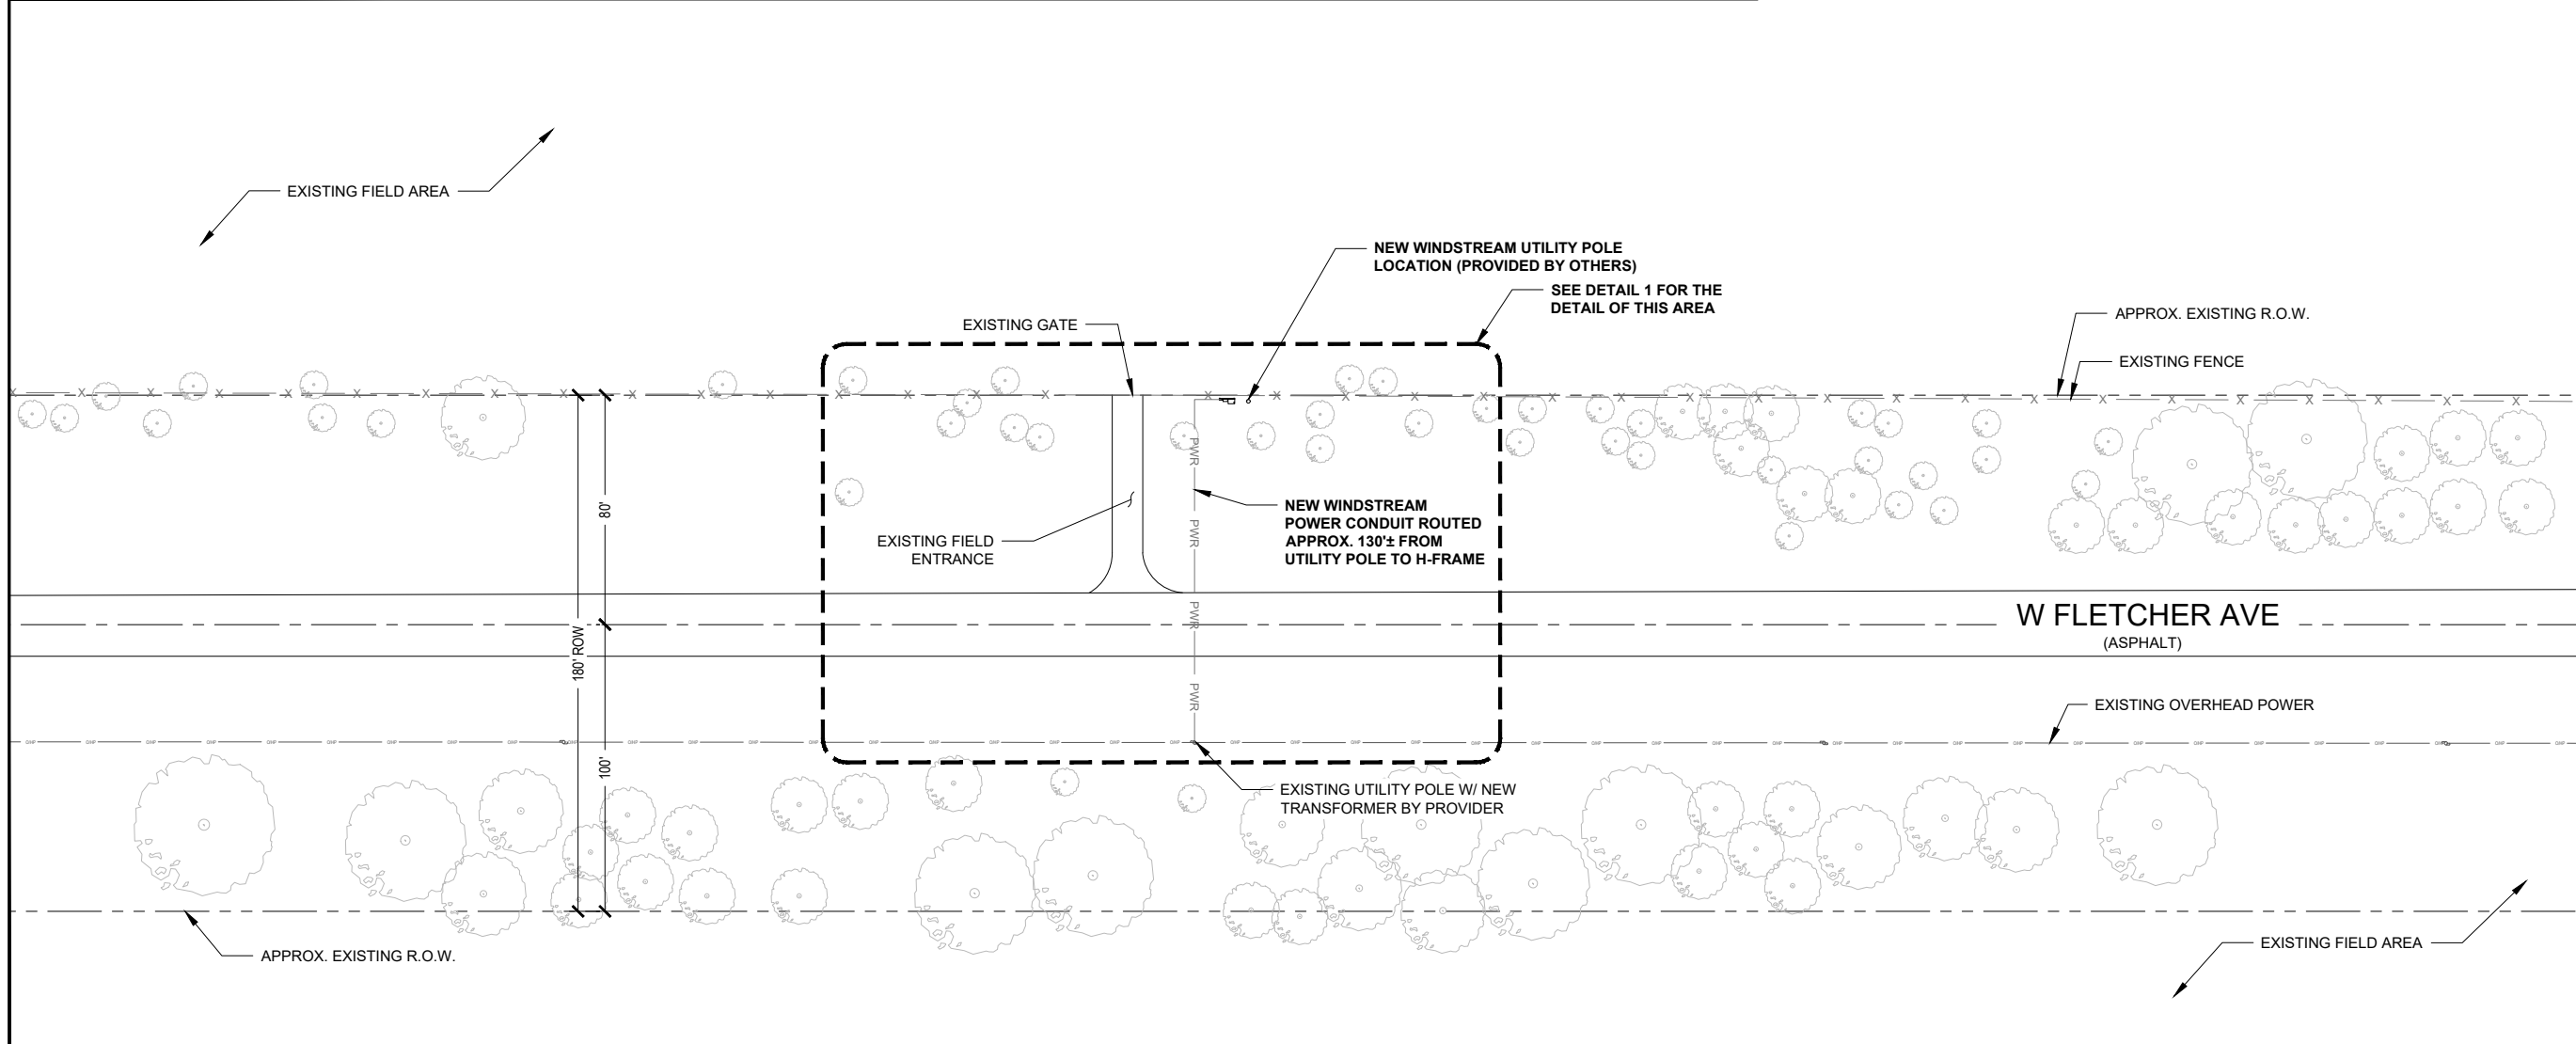 EXISTING FIELD AREA
NEW WINDSTREAM UTILITY POLE
LOCATION (PROVIDED BY OTHERS)
SEE DETAIL 1 FOR THE
DETAIL OF THIS AREA
EXISTING GATE
APPROX. EXISTING R.O.W.
EXISTING FENCE
80'
PWR
NEW WINDSTREAM
POWER CONDUIT ROUTED
APPROX. 130'± FROM
UTILITY POLE TO H-FRAME
EXISTING FIELD
ENTRANCE
PWR
PWR
W FLETCHER AVE
(ASPHALT)
180' ROW
PWR
EXISTING OVERHEAD POWER
100'
EXISTING UTILITY POLE W/ NEW
TRANSFORMER BY PROVIDER
APPROX. EXISTING R.O.W.
EXISTING FIELD AREA